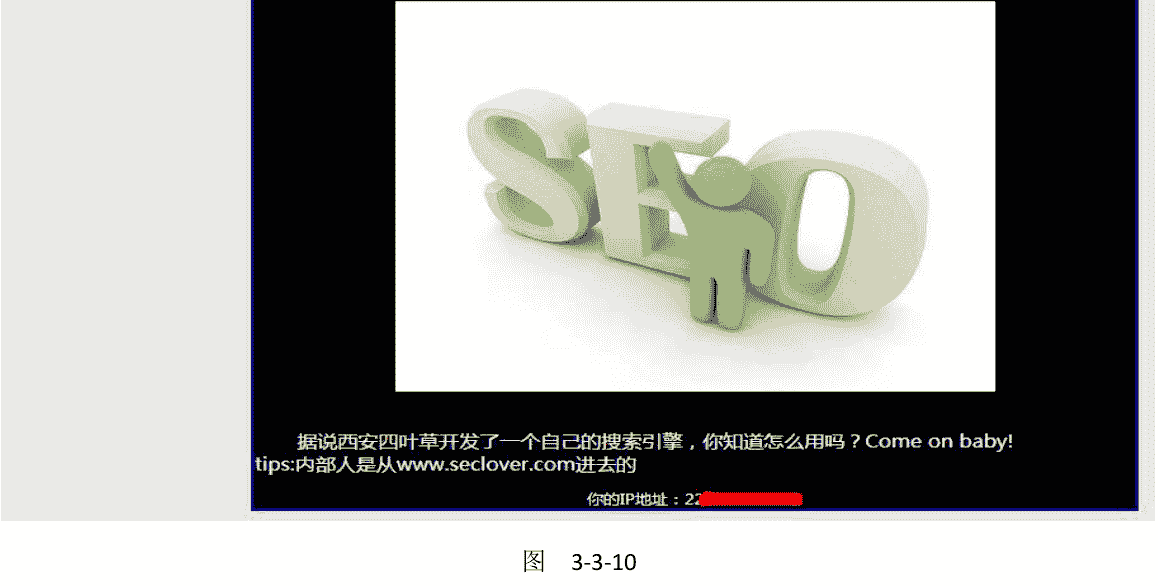 SEO
据说西安四叶草开发了一个自己的搜索引擎，你知道怎么用吗？Come on baby!
tips:内部人是从www.seclover.com进去的
你的IP地址：22
图 3-3-10